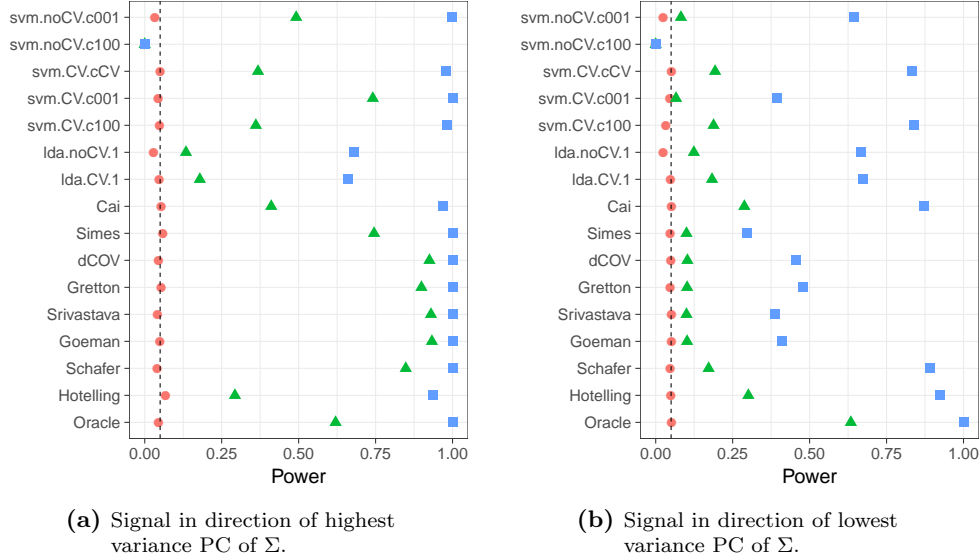 svm.noCV.c001
svm.noCV.c100
svm.CV.cCV
svm.CV.c001
svm.CV.c100
lda.noCV.1
lda.CV.1
Cai
Simes
dCOV
Gretton
Srivastava
Goeman
Schafer
Hotelling
Oracle
0.00 0.25 0.50 0.75 1.00
Power
(a) Signal in direction of highest
variance PC of Σ.
svm.noCV.c001
svm.noCV.c100
svm.CV.cCV
svm.CV.c001
svm.CV.c100
lda.noCV.1
lda.CV.1
Cai
Simes
dCOV
Gretton
Srivastava
Goeman
Schafer
Hotelling
Oracle
0.00 0.25 0.50 0.75 1.00
Power
(b) Signal in direction of lowest
variance PC of Σ.